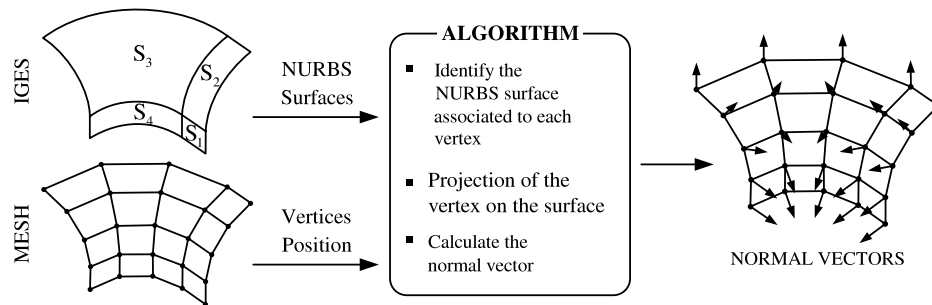 IGES
S3
S2
S4
S1
MESH
NURBS
Surfaces
Vertices
Position
ALGORITHM
▪ Identify the
NURBS surface
associated to each
vertex
▪ Projection of the
vertex on the surface
▪ Calculate the
normal vector
NORMAL VECTORS